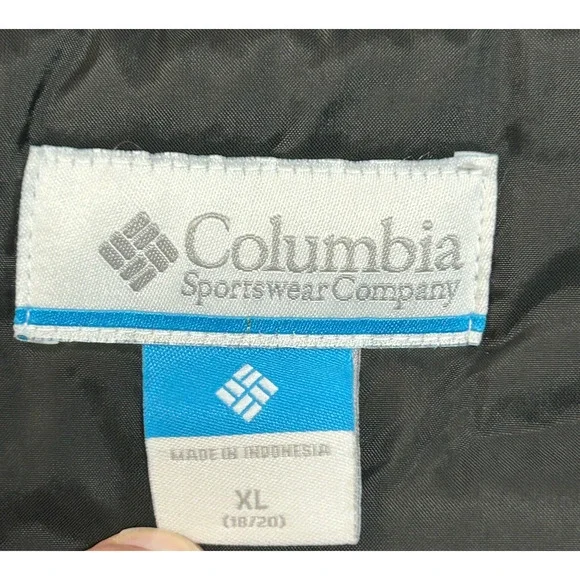 Columbia
Sportswear Company
MADE IN INDONESIA
XL
(18/20)